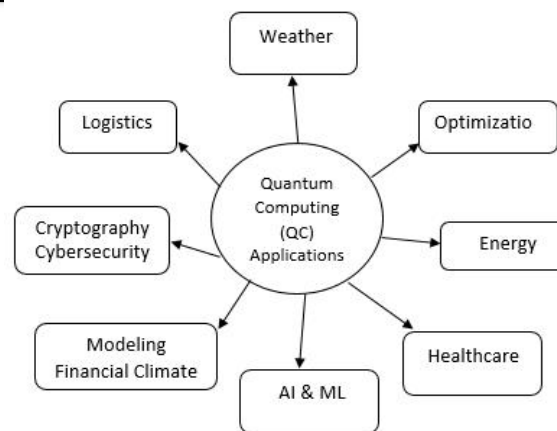 Weather
Logistics
Optimizatio
Quantum
Computing
(QC)
Applications
Cryptography
Cybersecurity
Energy
Modeling
Financial Climate
Healthcare
AI & ML